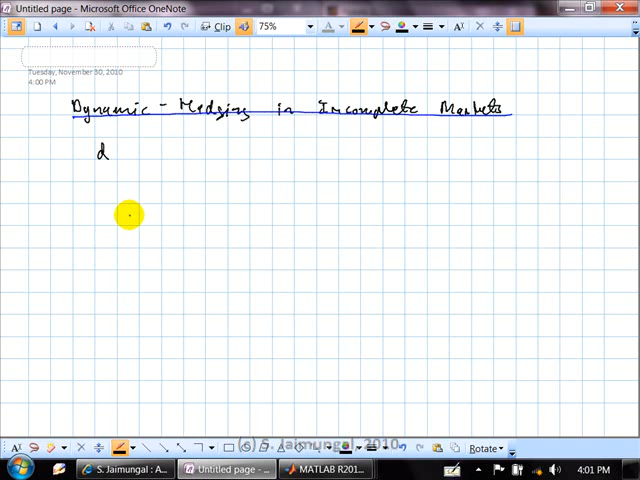 Untitled page - Microsoft Office OneNote
75%
Clip
Tuesday, November 30, 2010
4:00 PM
Dynamic - Hedging in Incomplete Markets
d
(c) S. Jaimungal, 2010
Rotate
S. Jaimungal : A...
Untitled page - ...
MATLAB R201...
4:01 PM